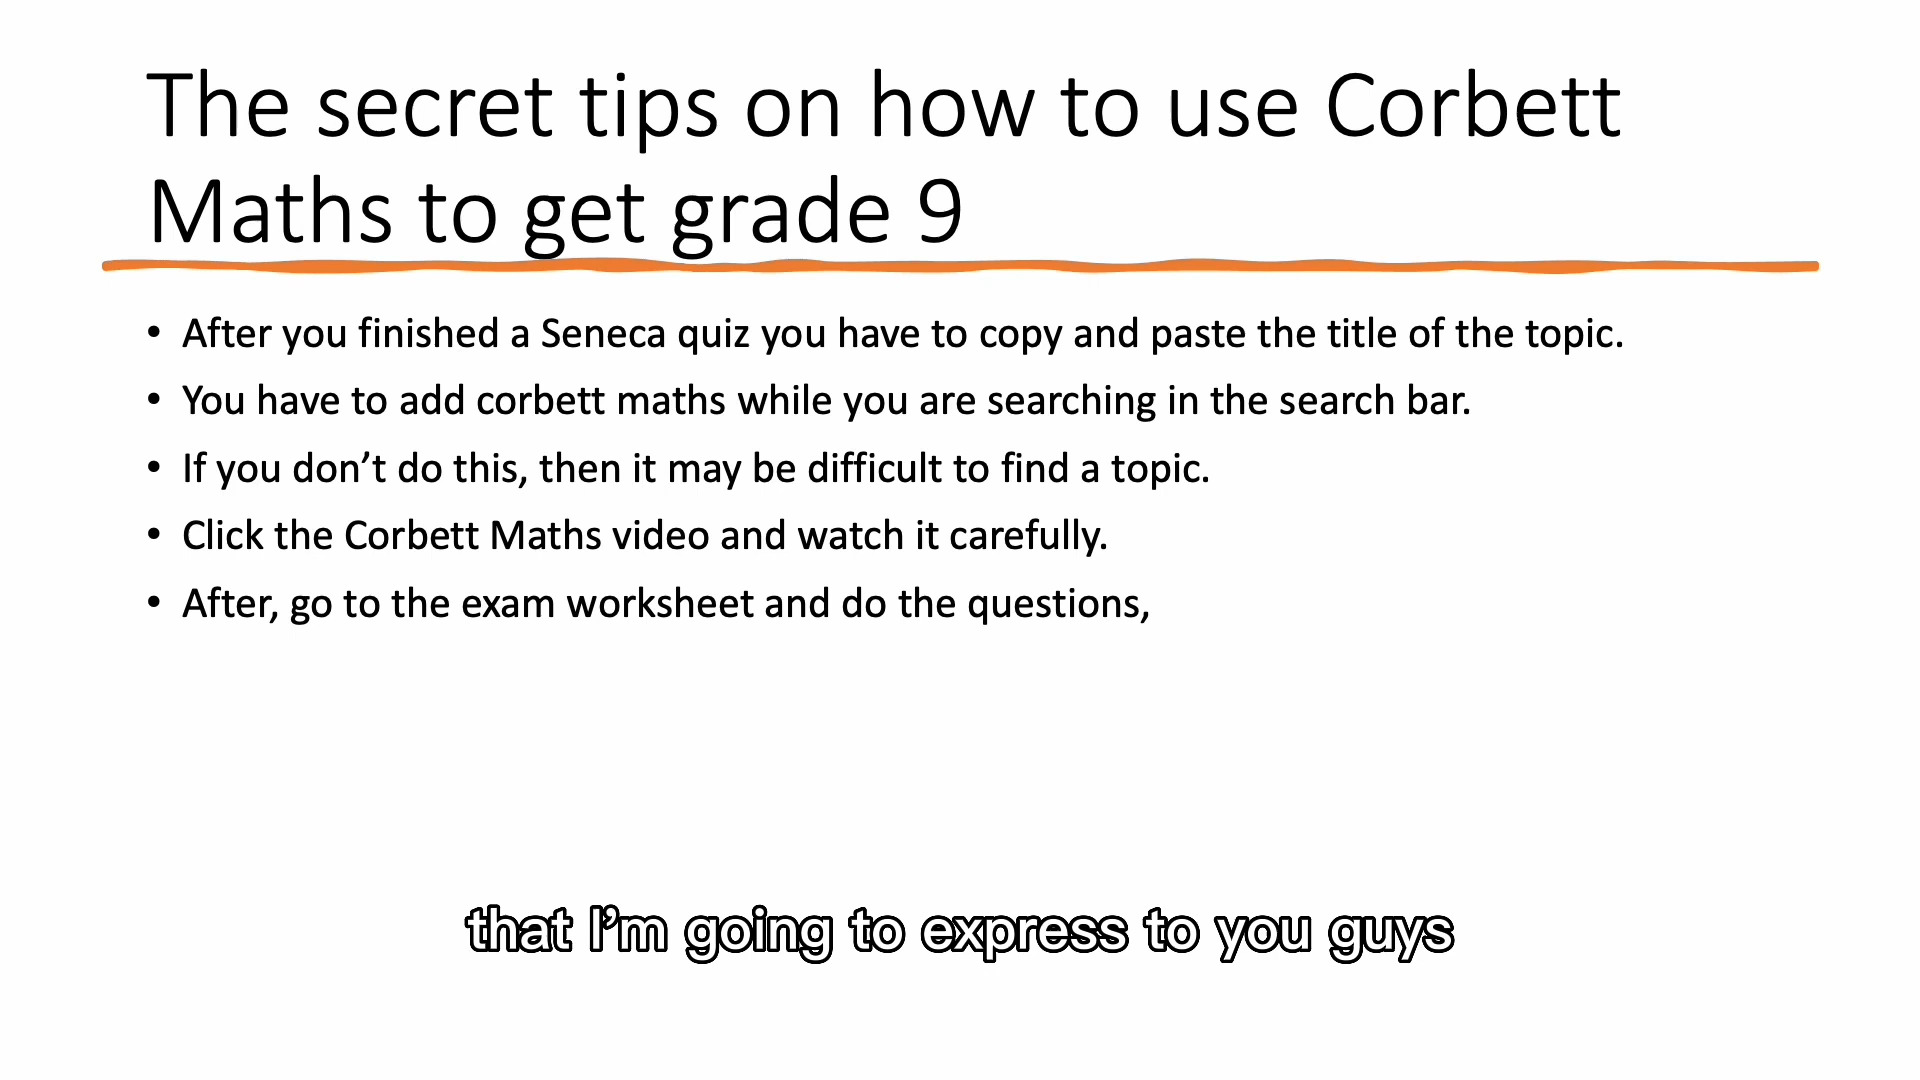 The secret tips on how to use Corbett
Maths to get grade 9
• After you finished a Seneca quiz you have to copy and paste the title of the topic.
• You have to add corbett maths while you are searching in the search bar.
• If you don’t do this, then it may be difficult to find a topic.
• Click the Corbett Maths video and watch it carefully.
• After, go to the exam worksheet and do the questions,
that I’m going to express to you guys